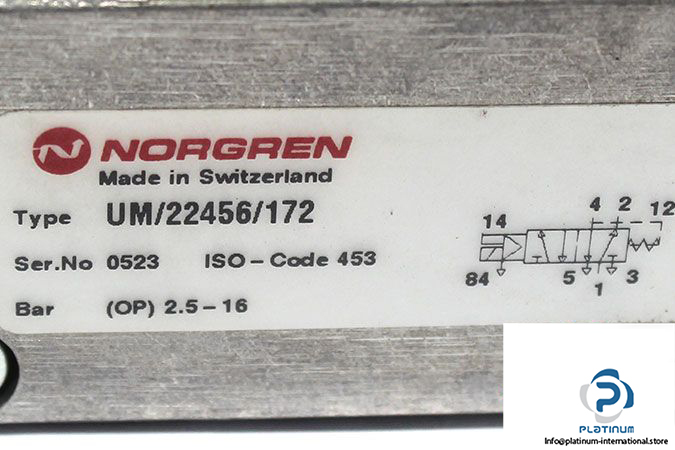 NORGREN
Made in Switzerland
Type UM/22456/172
Ser.No 0523 ISO-Code 453
Bar (OP) 2.5-16
4 2
14 12
84 5 3
1
PLATINUM
Info@platinum-international.store